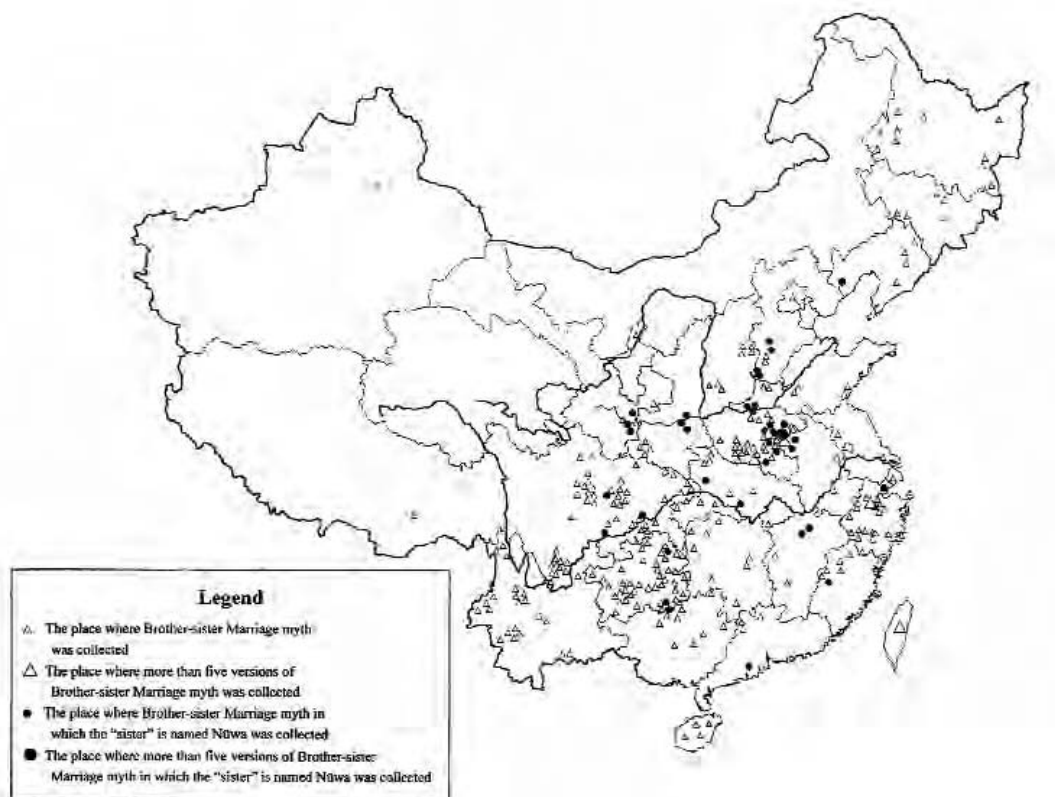 Legend
The place where Brother-sister Marriage myth
was collected
The place where more than five versions of
Brother-sister Marriage myth was collected
The place where Brother-sister Marriage myth in
which the "sister" is named Nüwa was collected
The place where more than five versions of Brother-sister
Marriage myth in which the "sister" is named Nüwa was collected